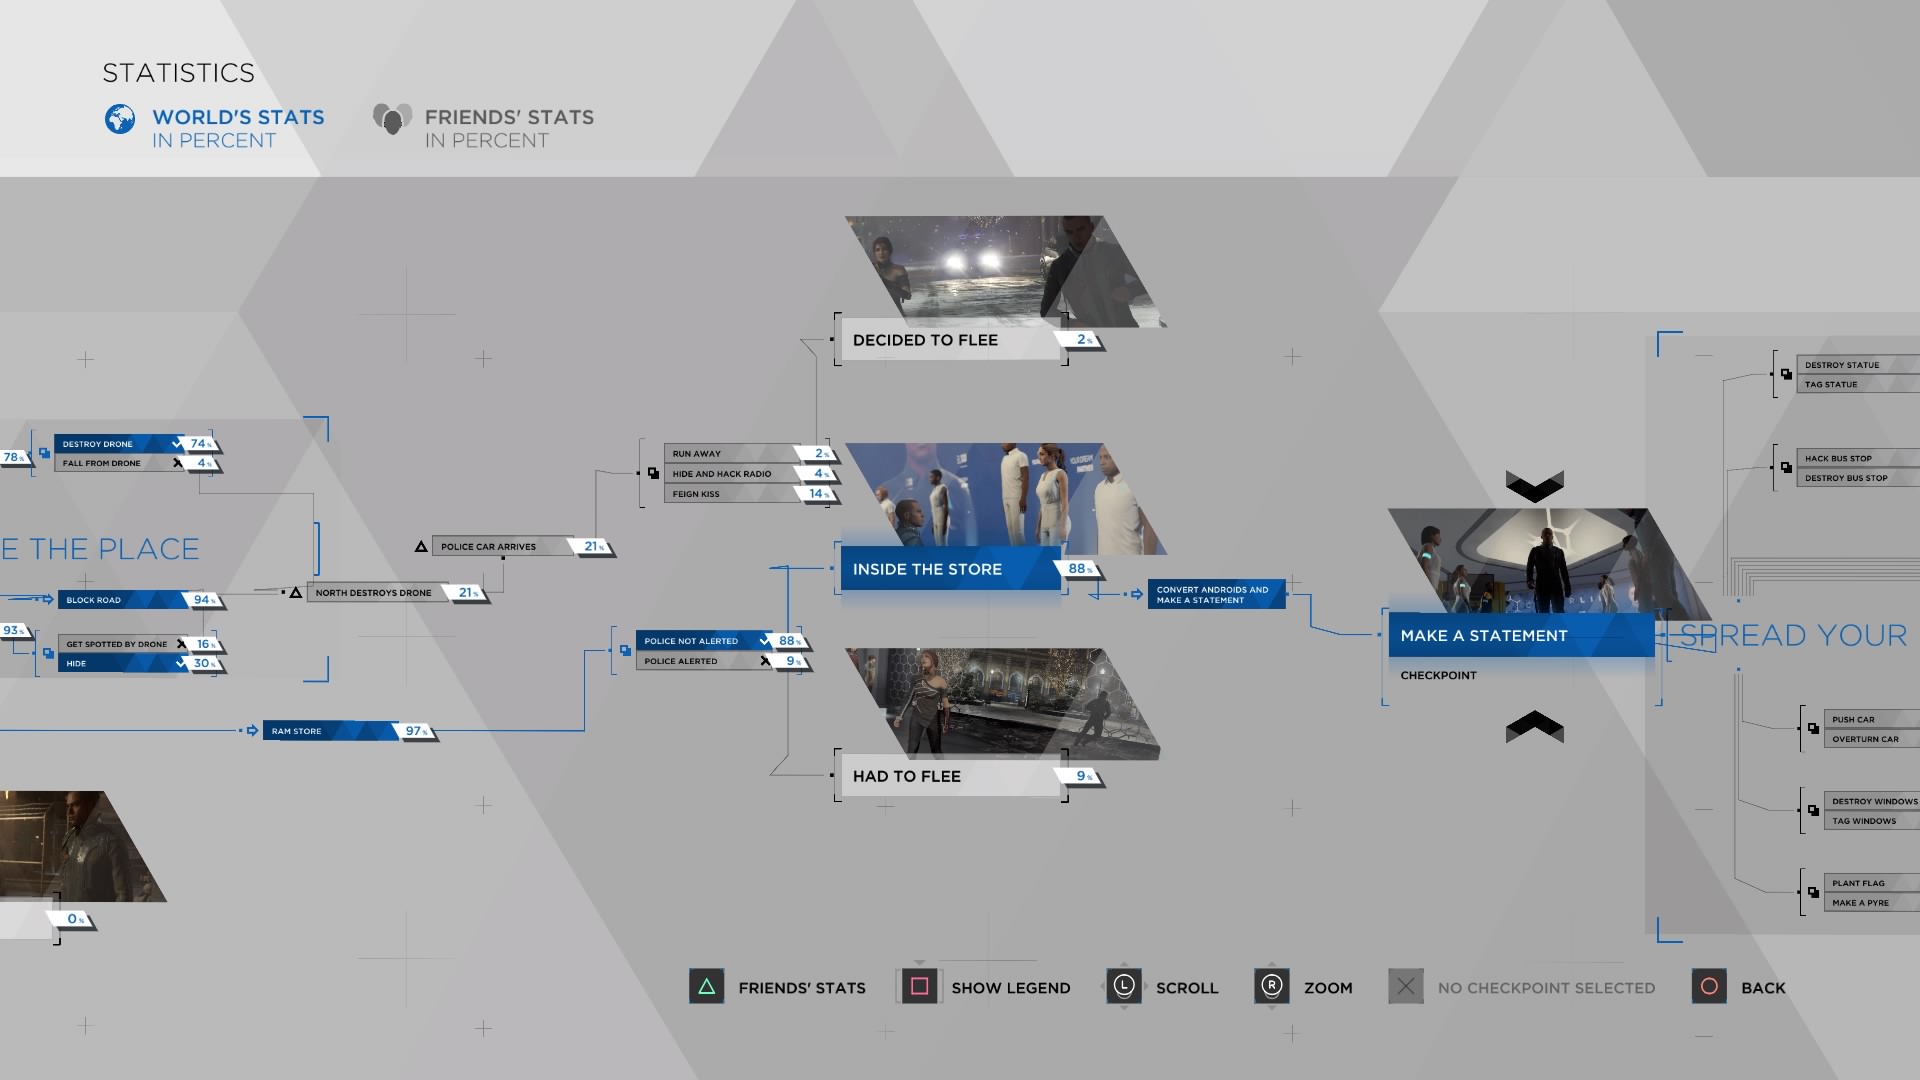 STATISTICS
WORLD'S STATS
IN PERCENT
FRIENDS' STATS
IN PERCENT
DECIDED TO FLEE
2%
DESTROY STATUE
TAG STATUE
78%
DESTROY DRONE
74%
FALL FROM DRONE
4%
RUN AWAY
2%
HIDE AND HACK RADIO
4%
FEIGN KISS
14%
HACK BUS STOP
DESTROY BUS STOP
E THE PLACE
POLICE CAR ARRIVES
21%
INSIDE THE STORE
88%
BLOCK ROAD
94%
NORTH DESTROYS DRONE
21%
CONVERT ANDROIDS AND
MAKE A STATEMENT
93%
GET SPOTTED BY DRONE
16%
HIDE
30%
POLICE NOT ALERTED
88%
POLICE ALERTED
9%
MAKE A STATEMENT
CHECKPOINT
SPREAD YOUR
RAM STORE
97%
PUSH CAR
OVERTURN CAR
HAD TO FLEE
9%
DESTROY WINDOWS
TAG WINDOWS
PLANT FLAG
MAKE A PYRE
0%
FRIENDS' STATS
SHOW LEGEND
L
SCROLL
R
ZOOM
NO CHECKPOINT SELECTED
BACK